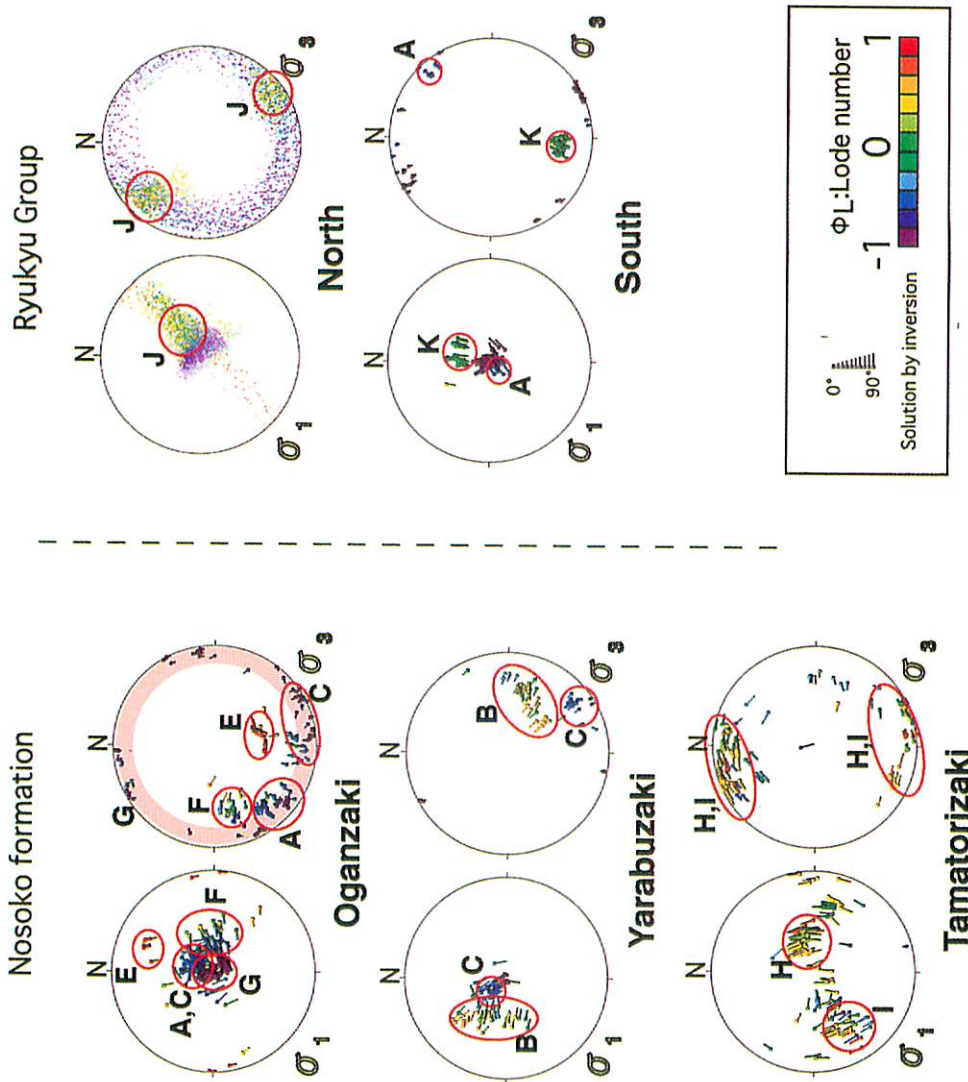 Nosoko formation
N
E
A,C
F
G
σ1
N
G
F
E
A
C
σ3
Oganzaki
N
C
B
σ1
N
B
C
σ3
Yarabuzaki
N
H
I
σ1
N
H,I
H,I
σ3
Tamatorizaki
Ryukyu Group
N
J
σ1
N
J
J
σ3
North
N
K
A
σ1
N
A
K
σ3
South
0°
90°
Solution by inversion
ΦL:Lode number
-1 0 1